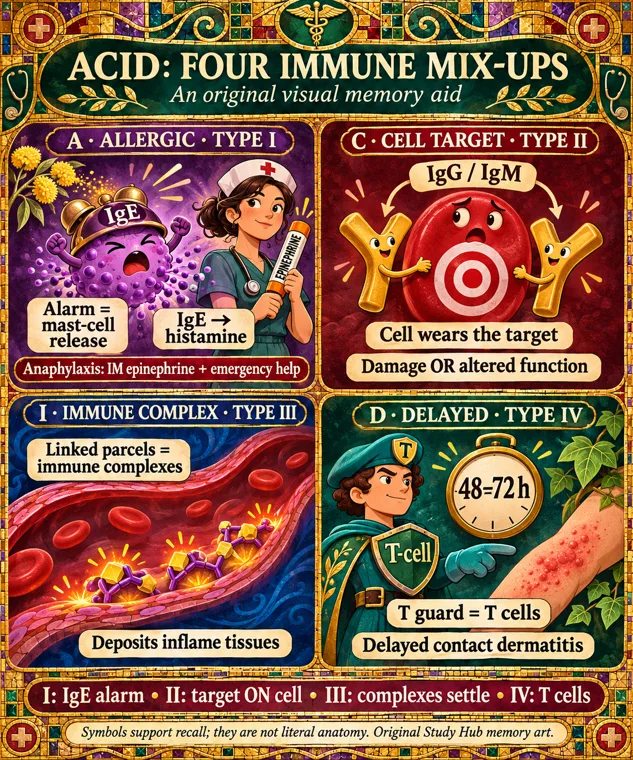 ACID: FOUR IMMUNE MIX-UPS
An original visual memory aid
A · ALLERGIC · TYPE I
IgE
EPINEPHRINE
Alarm =
mast-cell
release
IgE →
histamine
Anaphylaxis: IM epinephrine + emergency help
C · CELL TARGET · TYPE II
IgG / IgM
Cell wears the target
Damage OR altered function
I · IMMUNE COMPLEX · TYPE III
Linked parcels =
immune complexes
Deposits inflame tissues
D · DELAYED · TYPE IV
T
48–72 h
T-cell
T guard = T cells
Delayed contact dermatitis
I: IgE alarm • II: target ON cell • III: complexes settle • IV: T cells
Symbols support recall; they are not literal anatomy. Original Study Hub memory art.